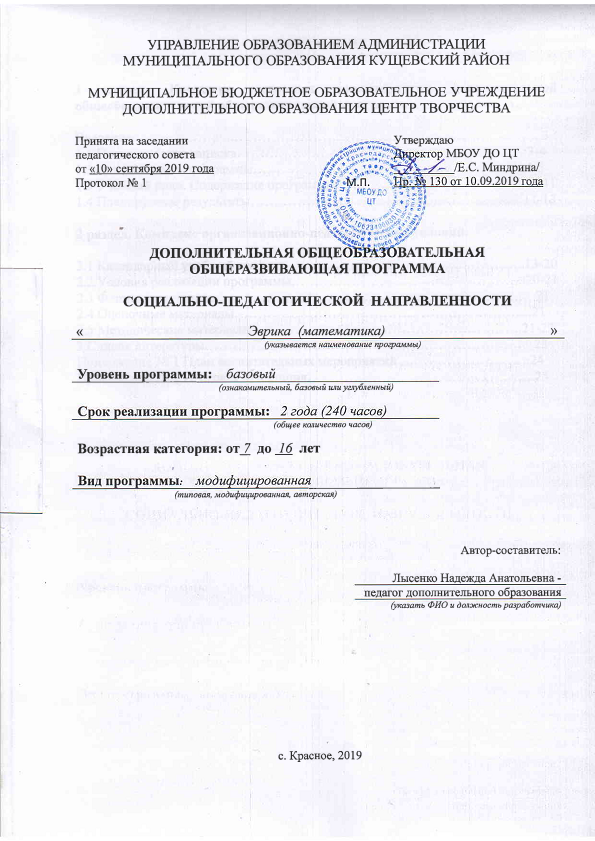 УПРАВЛЕНИЕ ОБРАЗОВАНИЕМ АДМИНИСТРАЦИИ
МУНИЦИПАЛЬНОГО ОБРАЗОВАНИЯ КУЩЕВСКИЙ РАЙОН
МУНИЦИПАЛЬНОЕ БЮДЖЕТНОЕ ОБРАЗОВАТЕЛЬНОЕ УЧРЕЖДЕНИЕ
ДОПОЛНИТЕЛЬНОГО ОБРАЗОВАНИЯ ЦЕНТР ТВОРЧЕСТВА
Принята на заседании
педагогического совета
от «10» сентября 2019 года
Протокол № 1
Утверждаю
Директор МБОУ ДО ЦТ
/Е.С. Миндрина/
М.П. Пр. № 130 от 10.09.2019 года
МБОУ ДО
ЦТ
ДОПОЛНИТЕЛЬНАЯ ОБЩЕОБРАЗОВАТЕЛЬНАЯ
ОБЩЕРАЗВИВАЮЩАЯ ПРОГРАММА
СОЦИАЛЬНО-ПЕДАГОГИЧЕСКОЙ НАПРАВЛЕННОСТИ
« Эврика (математика) »
(указывается наименование программы)
Уровень программы: базовый
(ознакомительный, базовый или углубленный)
Срок реализации программы: 2 года (240 часов)
(общее количество часов)
Возрастная категория: от 7 до 16 лет
Вид программы: модифицированная
(типовая, модифицированная, авторская)
Автор-составитель:
Лысенко Надежда Анатольевна -
педагог дополнительного образования
(указать ФИО и должность разработчика)
с. Красное, 2019